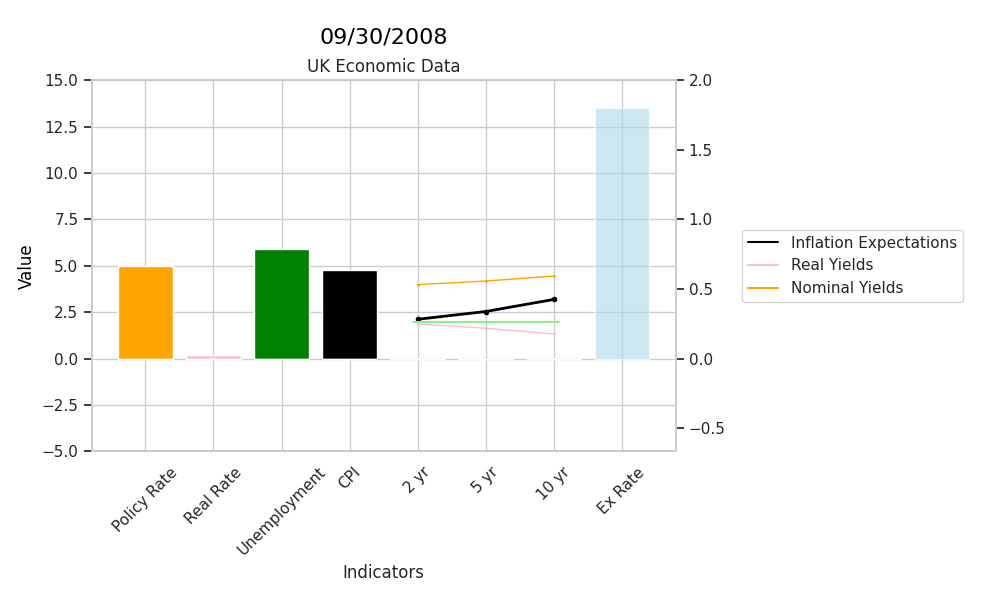 09/30/2008
UK Economic Data
15.0
12.5
10.0
7.5
5.0
2.5
0.0
−2.5
−5.0
Value
2.0
1.5
1.0
0.5
0.0
−0.5
Inflation Expectations
Real Yields
Nominal Yields
Policy Rate
Real Rate
Unemployment
CPI
2 yr
5 yr
10 yr
Ex Rate
Indicators